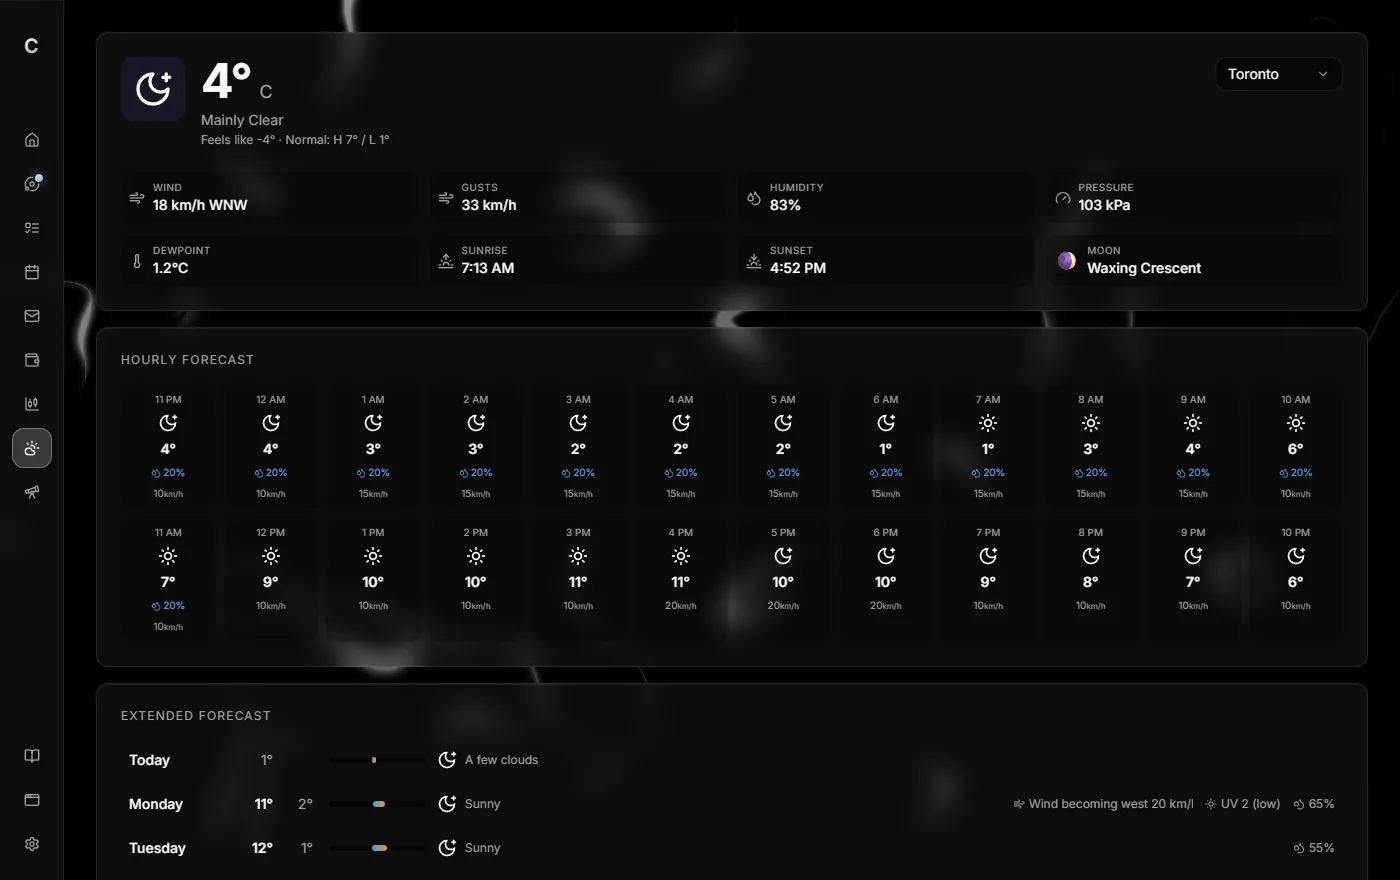 C
4° C
Mainly Clear
Feels like -4° · Normal: H 7° / L 1°
Toronto
WIND
18 km/h WNW
GUSTS
33 km/h
HUMIDITY
83%
PRESSURE
103 kPa
DEWPOINT
1.2°C
SUNRISE
7:13 AM
SUNSET
4:52 PM
MOON
Waxing Crescent
HOURLY FORECAST
11 PM 12 AM 1 AM 2 AM 3 AM 4 AM 5 AM 6 AM 7 AM 8 AM 9 AM 10 AM
4° 4° 3° 3° 2° 2° 2° 1° 1° 3° 4° 6°
20% 20% 20% 20% 20% 20% 20% 20% 20% 20% 20% 20%
10km/h 10km/h 15km/h 15km/h 15km/h 15km/h 15km/h 15km/h 15km/h 15km/h 15km/h 10km/h
11 AM 12 PM 1 PM 2 PM 3 PM 4 PM 5 PM 6 PM 7 PM 8 PM 9 PM 10 PM
7° 9° 10° 10° 11° 11° 10° 10° 9° 8° 7° 6°
20% 10km/h 10km/h 10km/h 10km/h 20km/h 20km/h 20km/h 10km/h 10km/h 10km/h 10km/h
10km/h
EXTENDED FORECAST
Today 1° A few clouds
Monday 11° 2° Sunny Wind becoming west 20 km/l UV 2 (low) 65%
Tuesday 12° 1° Sunny 55%